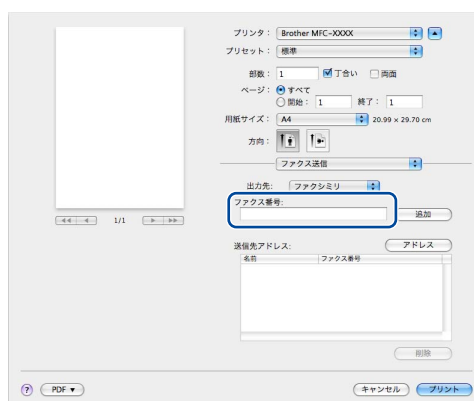 プリンタ： Brother MFC-XXXX
プリセット： 標準
部数： 1 丁合い 両面
ページ： すべて
開始： 1 終了： 1
用紙サイズ： A4 20.99 × 29.70 cm
方向：
ファクス送信
出力先: ファクシミリ
ファクス番号:
追加
1/1
送信先アドレス: アドレス
名前 ファクス番号
削除
? PDF ▼ キャンセル プリント